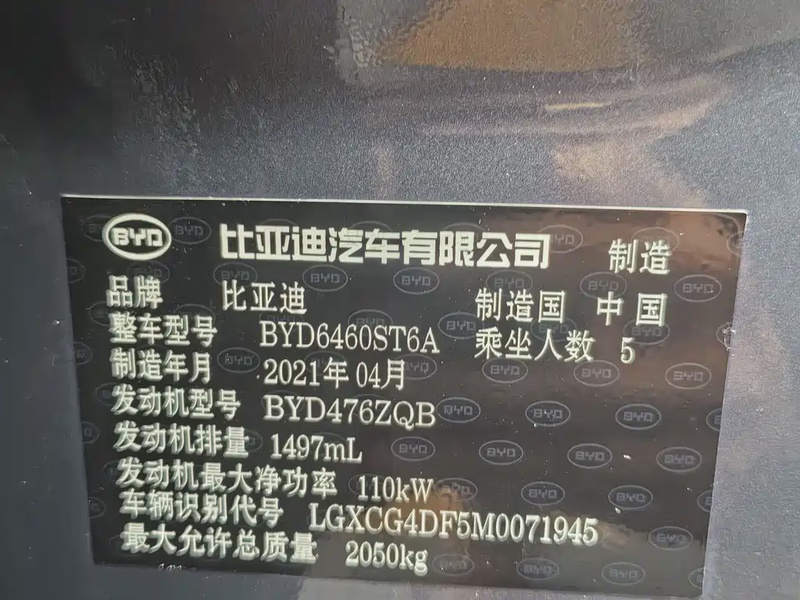 BYD 比亚迪汽车有限公司 制造
品牌 比亚迪 制造国 中国
整车型号 BYD6460ST6A 乘坐人数 5
制造年月 2021年04月
发动机型号 BYD476ZQB
发动机排量 1497mL
发动机最大净功率 110kW
车辆识别代号 LGXCG4DF5M0071945
最大允许总质量 2050kg